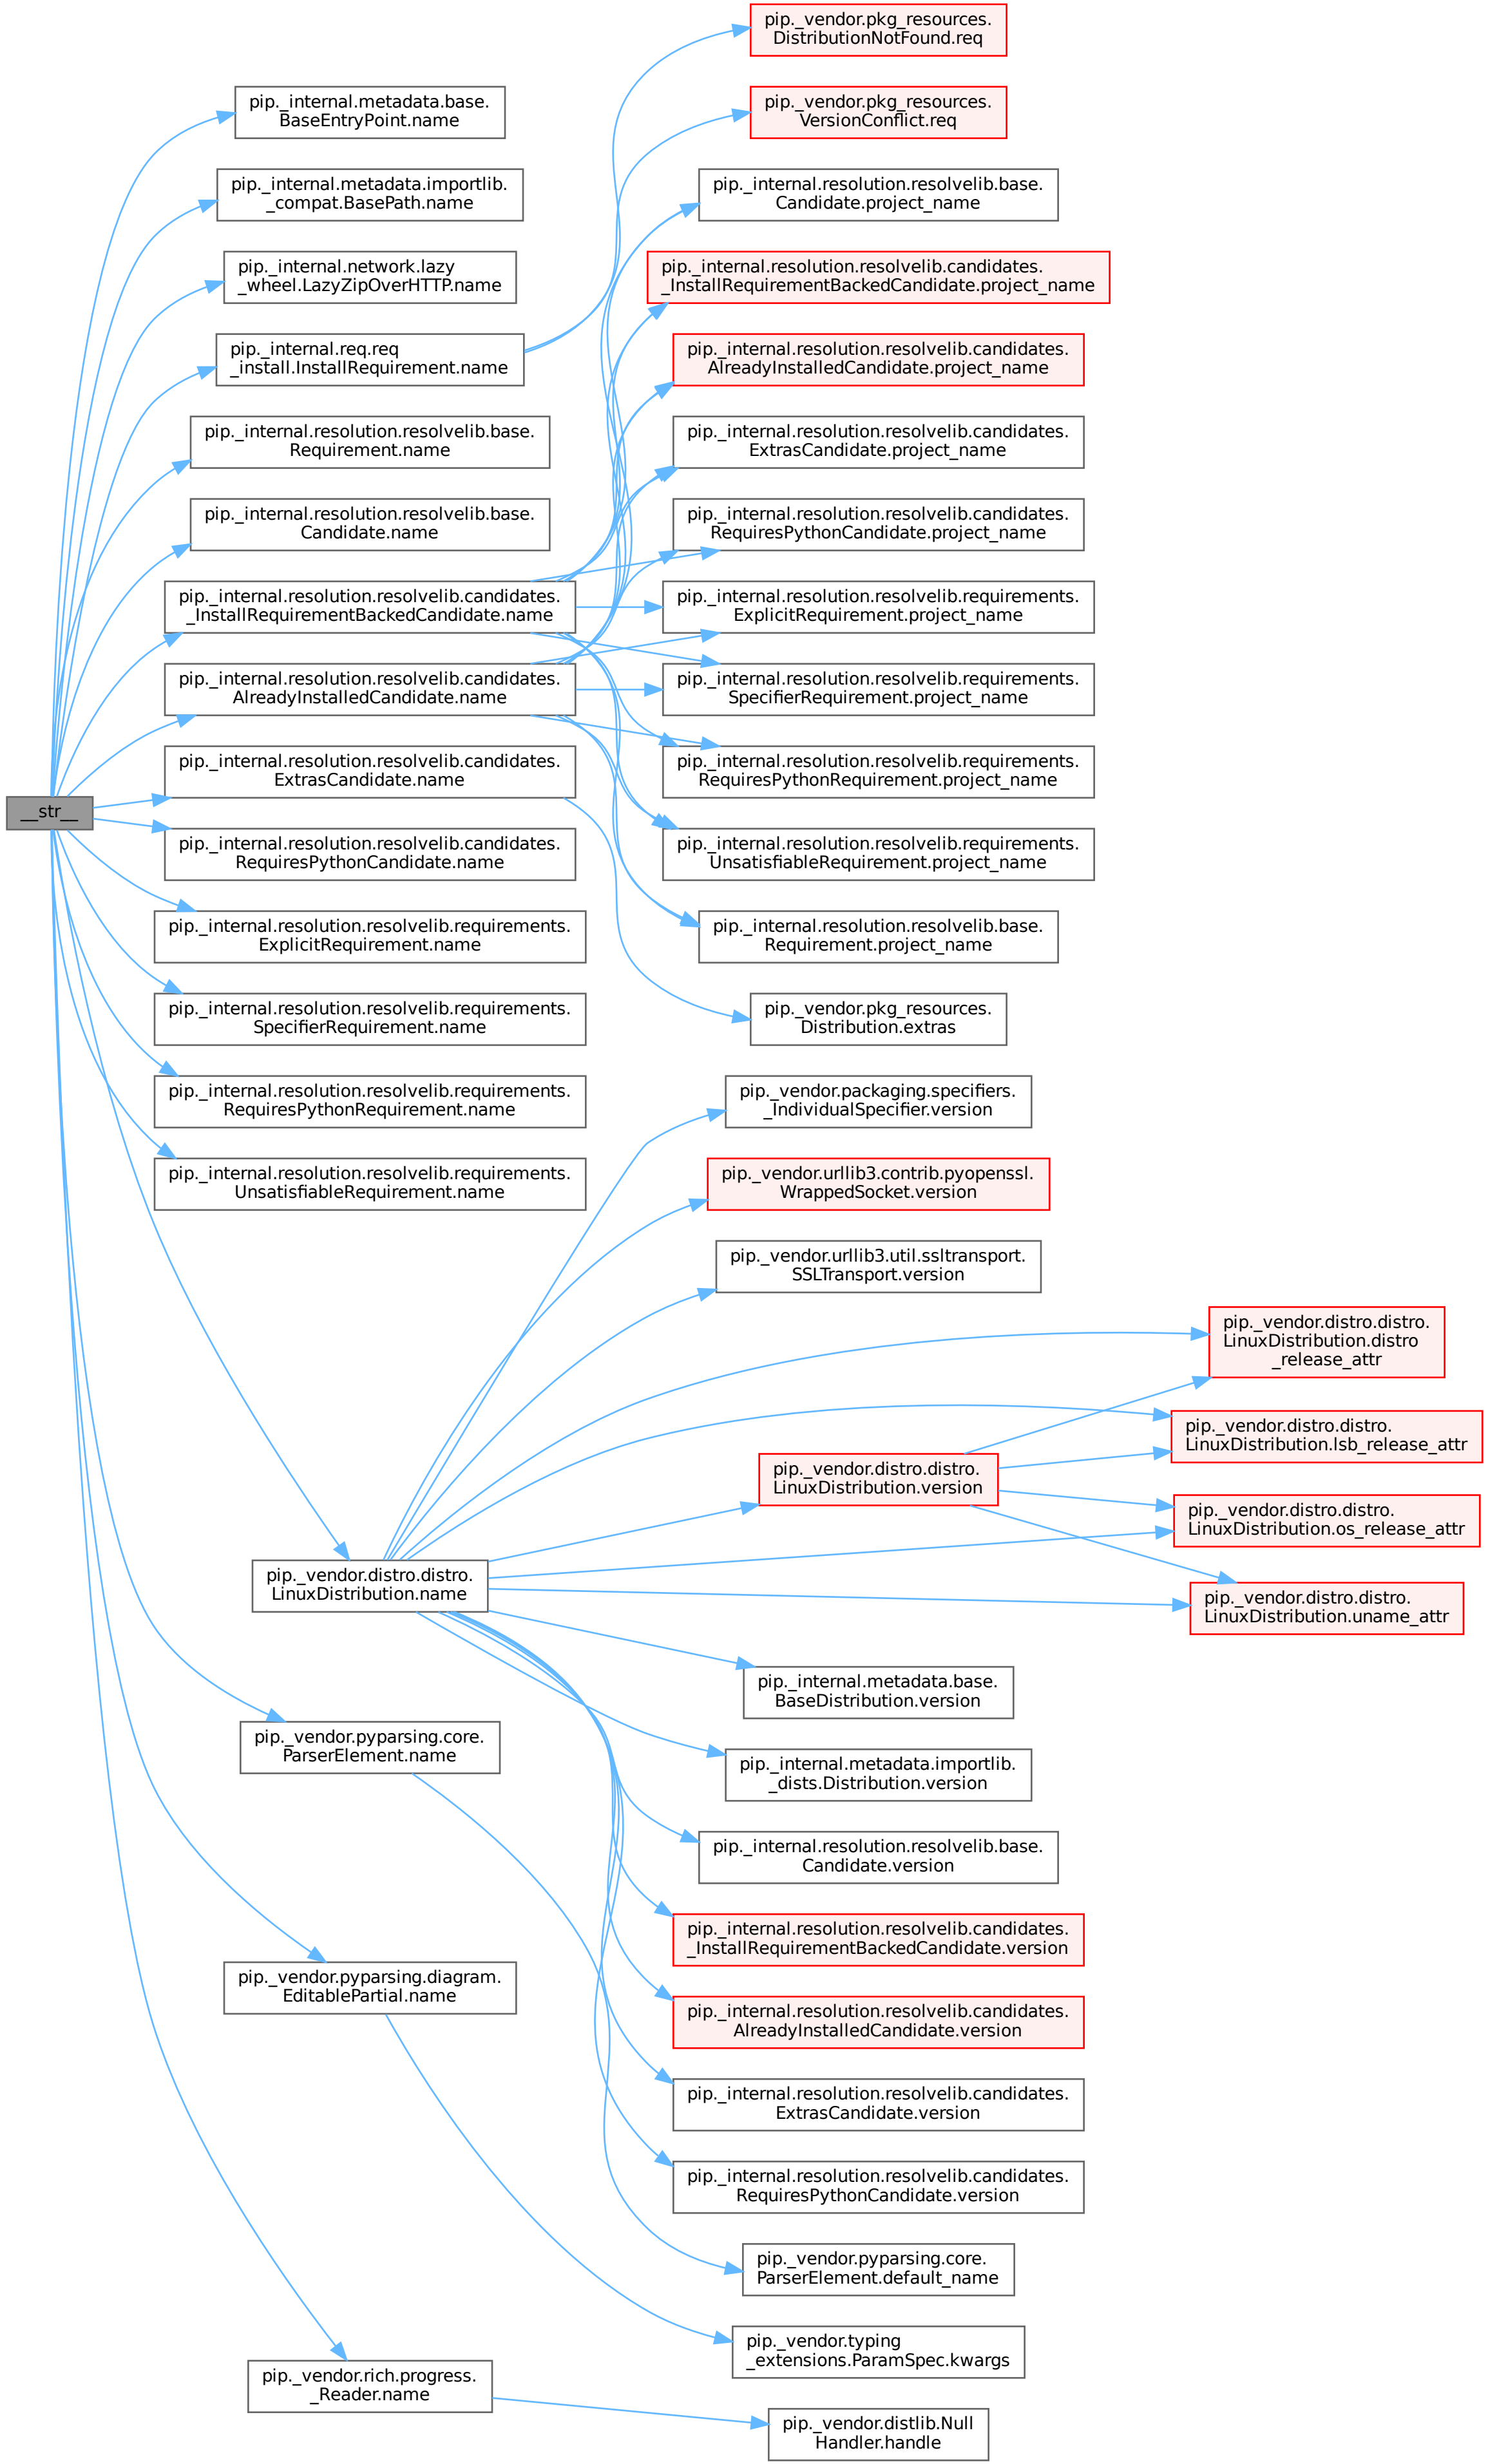 __str__
pip._internal.metadata.base.
BaseEntryPoint.name
pip._internal.metadata.importlib.
_compat.BasePath.name
pip._internal.network.lazy
_wheel.LazyZipOverHTTP.name
pip._internal.req.req
_install.InstallRequirement.name
pip._internal.resolution.resolvelib.base.
Requirement.name
pip._internal.resolution.resolvelib.base.
Candidate.name
pip._internal.resolution.resolvelib.candidates.
_InstallRequirementBackedCandidate.name
pip._internal.resolution.resolvelib.candidates.
AlreadyInstalledCandidate.name
pip._internal.resolution.resolvelib.candidates.
ExtrasCandidate.name
pip._internal.resolution.resolvelib.candidates.
RequiresPythonCandidate.name
pip._internal.resolution.resolvelib.requirements.
ExplicitRequirement.name
pip._internal.resolution.resolvelib.requirements.
SpecifierRequirement.name
pip._internal.resolution.resolvelib.requirements.
RequiresPythonRequirement.name
pip._internal.resolution.resolvelib.requirements.
UnsatisfiableRequirement.name
pip._vendor.distro.distro.
LinuxDistribution.name
pip._vendor.pyparsing.core.
ParserElement.name
pip._vendor.pyparsing.diagram.
EditablePartial.name
pip._vendor.rich.progress.
_Reader.name
pip._vendor.pkg_resources.
DistributionNotFound.req
pip._vendor.pkg_resources.
VersionConflict.req
pip._internal.resolution.resolvelib.base.
Candidate.project_name
pip._internal.resolution.resolvelib.candidates.
_InstallRequirementBackedCandidate.project_name
pip._internal.resolution.resolvelib.candidates.
AlreadyInstalledCandidate.project_name
pip._internal.resolution.resolvelib.candidates.
ExtrasCandidate.project_name
pip._internal.resolution.resolvelib.candidates.
RequiresPythonCandidate.project_name
pip._internal.resolution.resolvelib.requirements.
ExplicitRequirement.project_name
pip._internal.resolution.resolvelib.requirements.
SpecifierRequirement.project_name
pip._internal.resolution.resolvelib.requirements.
RequiresPythonRequirement.project_name
pip._internal.resolution.resolvelib.requirements.
UnsatisfiableRequirement.project_name
pip._internal.resolution.resolvelib.base.
Requirement.project_name
pip._vendor.pkg_resources.
Distribution.extras
pip._vendor.packaging.specifiers.
_IndividualSpecifier.version
pip._vendor.urllib3.contrib.pyopenssl.
WrappedSocket.version
pip._vendor.urllib3.util.ssltransport.
SSLTransport.version
pip._vendor.distro.distro.
LinuxDistribution.version
pip._internal.metadata.base.
BaseDistribution.version
pip._internal.metadata.importlib.
_dists.Distribution.version
pip._internal.resolution.resolvelib.base.
Candidate.version
pip._internal.resolution.resolvelib.candidates.
_InstallRequirementBackedCandidate.version
pip._internal.resolution.resolvelib.candidates.
AlreadyInstalledCandidate.version
pip._internal.resolution.resolvelib.candidates.
ExtrasCandidate.version
pip._internal.resolution.resolvelib.candidates.
RequiresPythonCandidate.version
pip._vendor.pyparsing.core.
ParserElement.default_name
pip._vendor.typing
_extensions.ParamSpec.kwargs
pip._vendor.distlib.Null
Handler.handle
pip._vendor.distro.distro.
LinuxDistribution.distro
_release_attr
pip._vendor.distro.distro.
LinuxDistribution.lsb_release_attr
pip._vendor.distro.distro.
LinuxDistribution.os_release_attr
pip._vendor.distro.distro.
LinuxDistribution.uname_attr